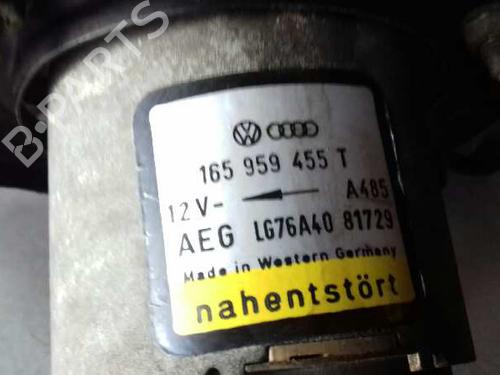 B-PARTS
165 959 455 T
12V- A485
AEG LG76A40 81729
Made in Western Germany
nahentstört